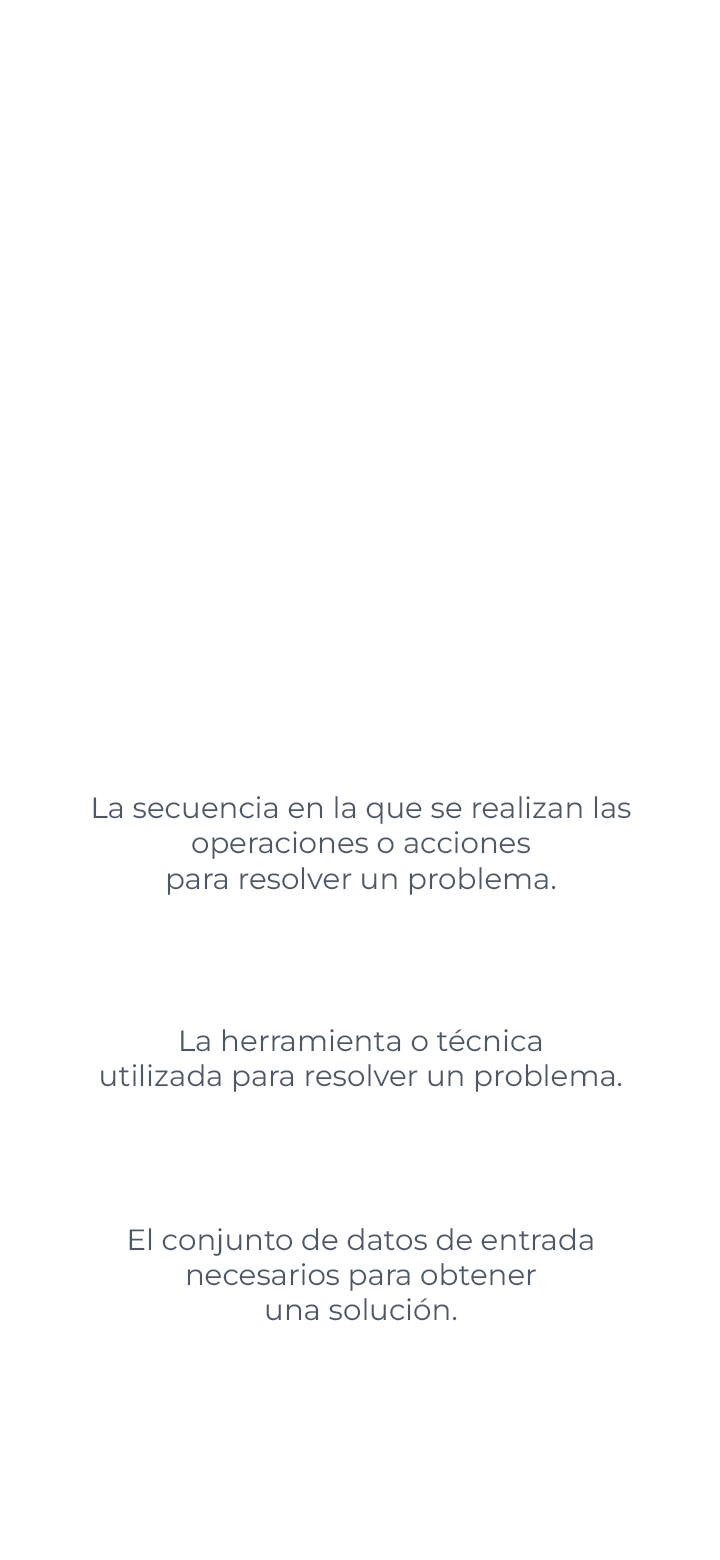 La secuencia en la que se realizan las
operaciones o acciones
para resolver un problema.
La herramienta o técnica
utilizada para resolver un problema.
El conjunto de datos de entrada
necesarios para obtener
una solución.